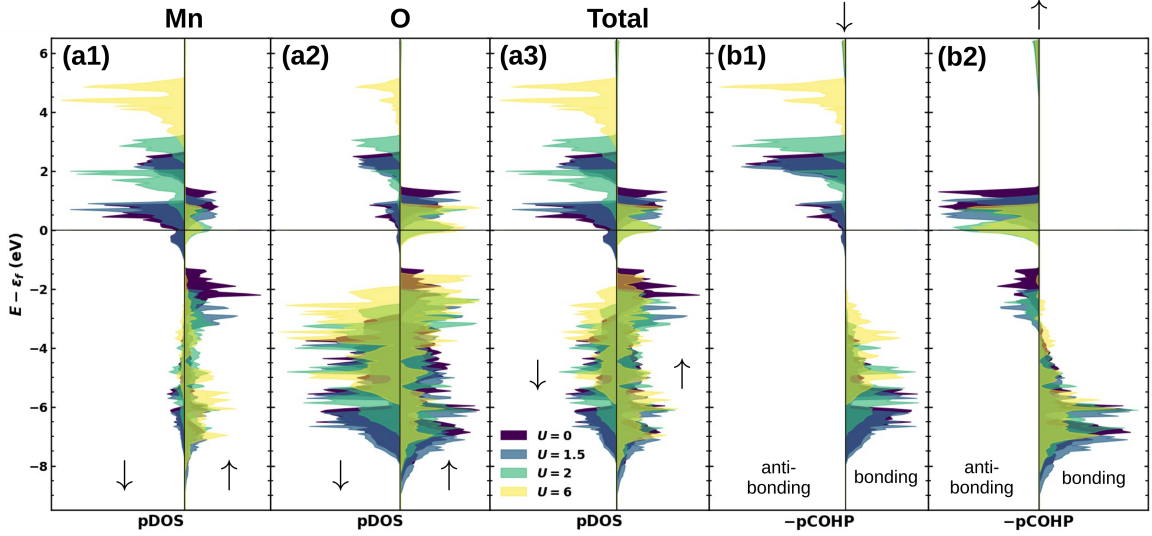 Mn O Total ↓ ↑
(a1) (a2) (a3) (b1) (b2)
6
4
2
0
−2
−4
−6
−8
E − εf (eV)
↓ ↑
↓ ↑
↓ ↑
U = 0
U = 1.5
U = 2
U = 6
anti-
bonding
bonding
anti-
bonding
bonding
pDOS pDOS pDOS −pCOHP −pCOHP